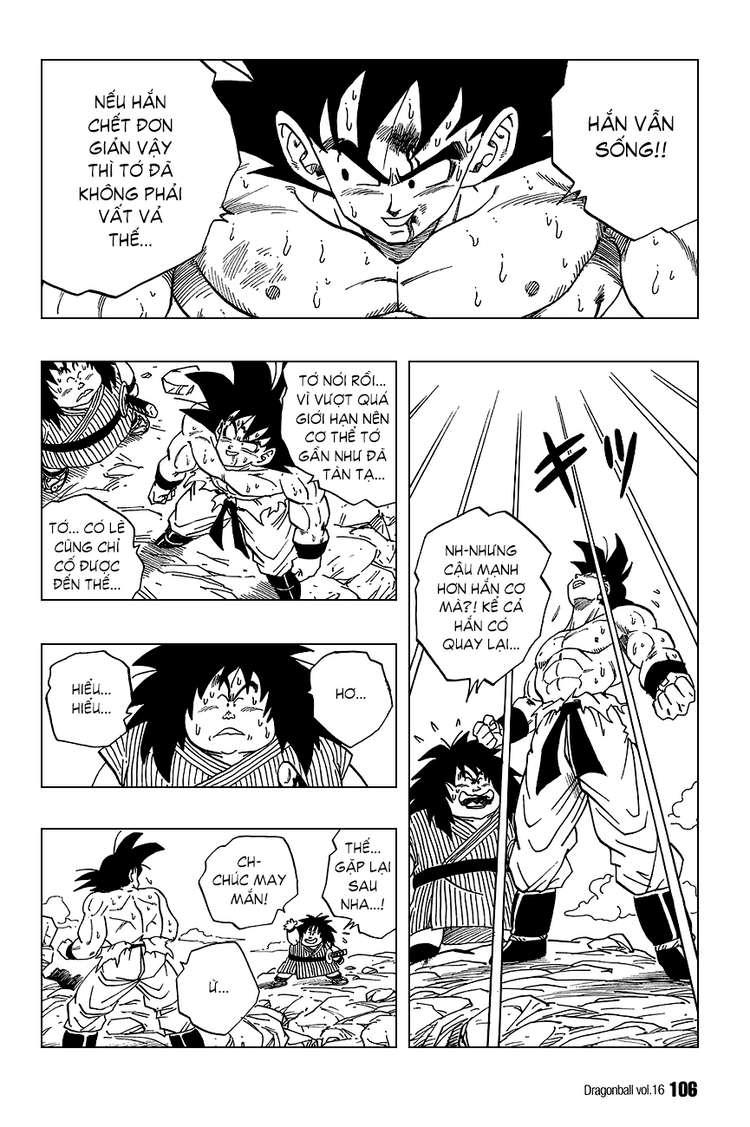 HẮN VẪN
SỐNG!!
NẾU HẮN
CHẾT ĐƠN
GIẢN VẬY
THÌ TỚ ĐÃ
KHÔNG PHẢI
VẤT VẢ
THẾ...
NH-NHƯNG
CẬU MẠNH
HƠN HẮN CƠ
MÀ?! KỂ CẢ
HẮN CÓ
QUAY LẠI...
TỚ NÓI RỒI...
VÌ VƯỢT QUÁ
GIỚI HẠN NÊN
CƠ THỂ TỚ
GẦN NHƯ ĐÃ
TÀN TẠ...
TỚ... CÓ LẼ
CŨNG CHỈ
CỐ ĐƯỢC
ĐẾN THẾ...
HƠ...
HIỂU...
HIỂU...
THẾ...
GẶP LẠI
SAU
NHA...!
CH-
CHÚC MAY
MẮN!
Ừ...
Dragonball vol.16 106